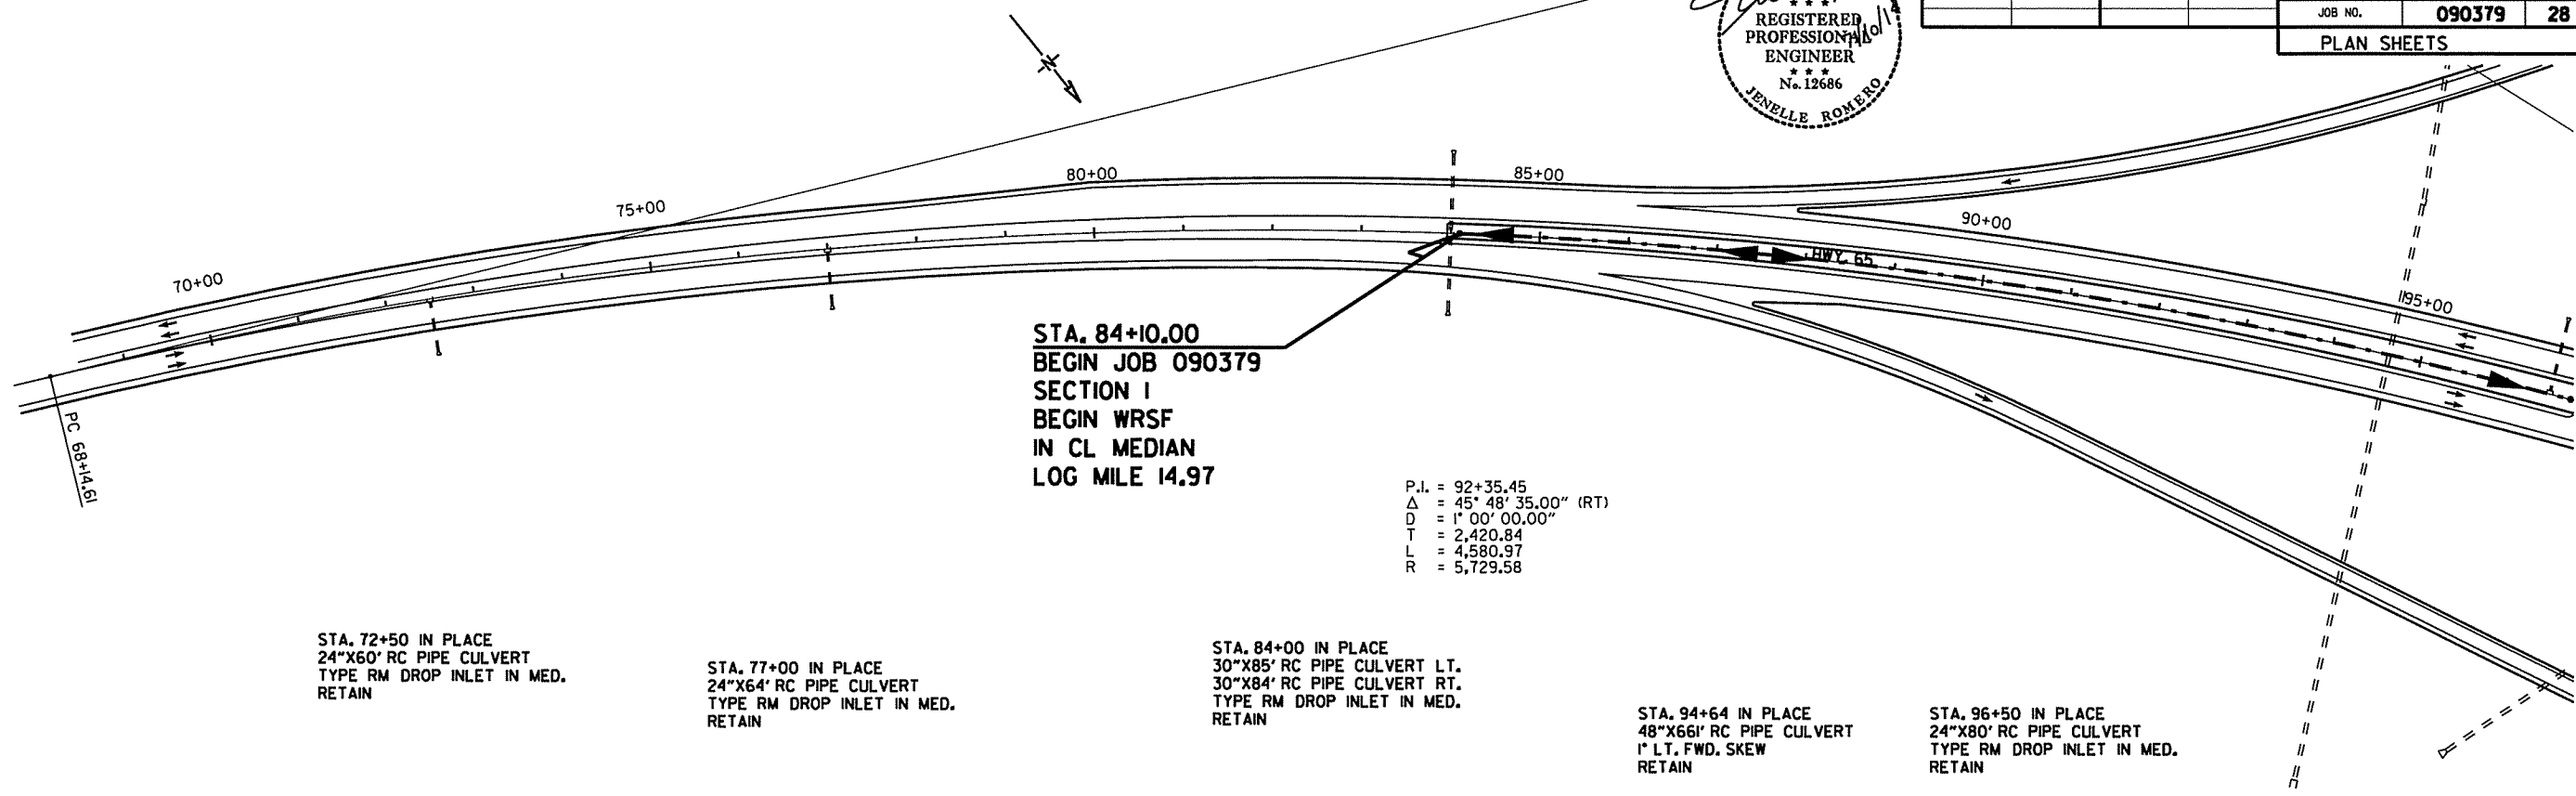 REGISTERED
PROFESSIONAL
ENGINEER
No. 12686
JENELLE ROMERO
JOB NO. 090379 28
PLAN SHEETS
70+00
75+00
80+00
85+00
90+00
95+00
HWY. 65
PC 68+14.61
STA. 84+10.00
BEGIN JOB 090379
SECTION 1
BEGIN WRSF
IN CL MEDIAN
LOG MILE 14.97
P.I. = 92+35.45
Δ = 45° 48' 35.00" (RT)
D = 1° 00' 00.00"
T = 2,420.84
L = 4,580.97
R = 5,729.58
STA. 72+50 IN PLACE
24"X60' RC PIPE CULVERT
TYPE RM DROP INLET IN MED.
RETAIN
STA. 77+00 IN PLACE
24"X64' RC PIPE CULVERT
TYPE RM DROP INLET IN MED.
RETAIN
STA. 84+00 IN PLACE
30"X85' RC PIPE CULVERT LT.
30"X84' RC PIPE CULVERT RT.
TYPE RM DROP INLET IN MED.
RETAIN
STA. 94+64 IN PLACE
48"X661' RC PIPE CULVERT
1° LT. FWD. SKEW
RETAIN
STA. 96+50 IN PLACE
24"X80' RC PIPE CULVERT
TYPE RM DROP INLET IN MED.
RETAIN